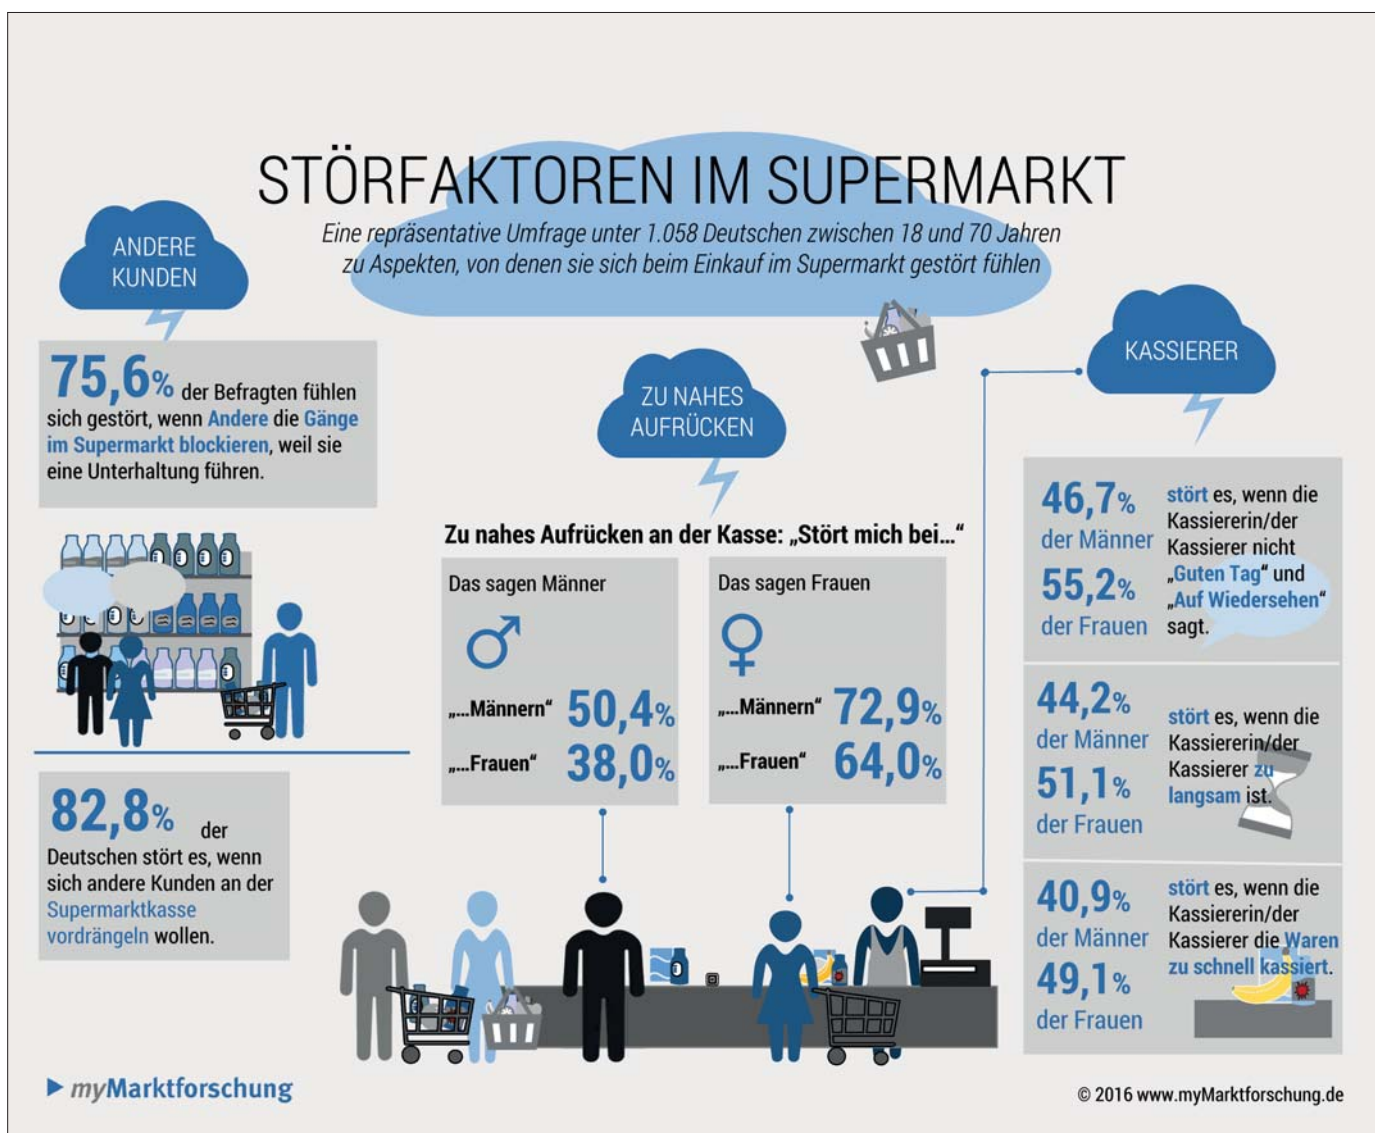 STÖRFAKTOREN IM SUPERMARKT
Eine repräsentative Umfrage unter 1.058 Deutschen zwischen 18 und 70 Jahren
zu Aspekten, von denen sie sich beim Einkauf im Supermarkt gestört fühlen
ANDERE
KUNDEN
75,6% der Befragten fühlen
sich gestört, wenn Andere die Gänge
im Supermarkt blockieren, weil sie
eine Unterhaltung führen.
82,8% der
Deutschen stört es, wenn
sich andere Kunden an der
Supermarktkasse
vordrängeln wollen.
ZU NAHES
AUFRÜCKEN
Zu nahes Aufrücken an der Kasse: „Stört mich bei...“
Das sagen Männer
„...Männern“ 50,4%
„...Frauen“ 38,0%
Das sagen Frauen
„...Männern“ 72,9%
„...Frauen“ 64,0%
KASSIERER
46,7%
der Männer
55,2%
der Frauen
stört es, wenn die
Kassiererin/der
Kassierer nicht
„Guten Tag“ und
„Auf Wiedersehen“
sagt.
44,2%
der Männer
51,1%
der Frauen
stört es, wenn die
Kassiererin/der
Kassierer zu
langsam ist.
40,9%
der Männer
49,1%
der Frauen
stört es, wenn die
Kassiererin/der
Kassierer die Waren
zu schnell kassiert.
myMarktforschung
© 2016 www.myMarktforschung.de